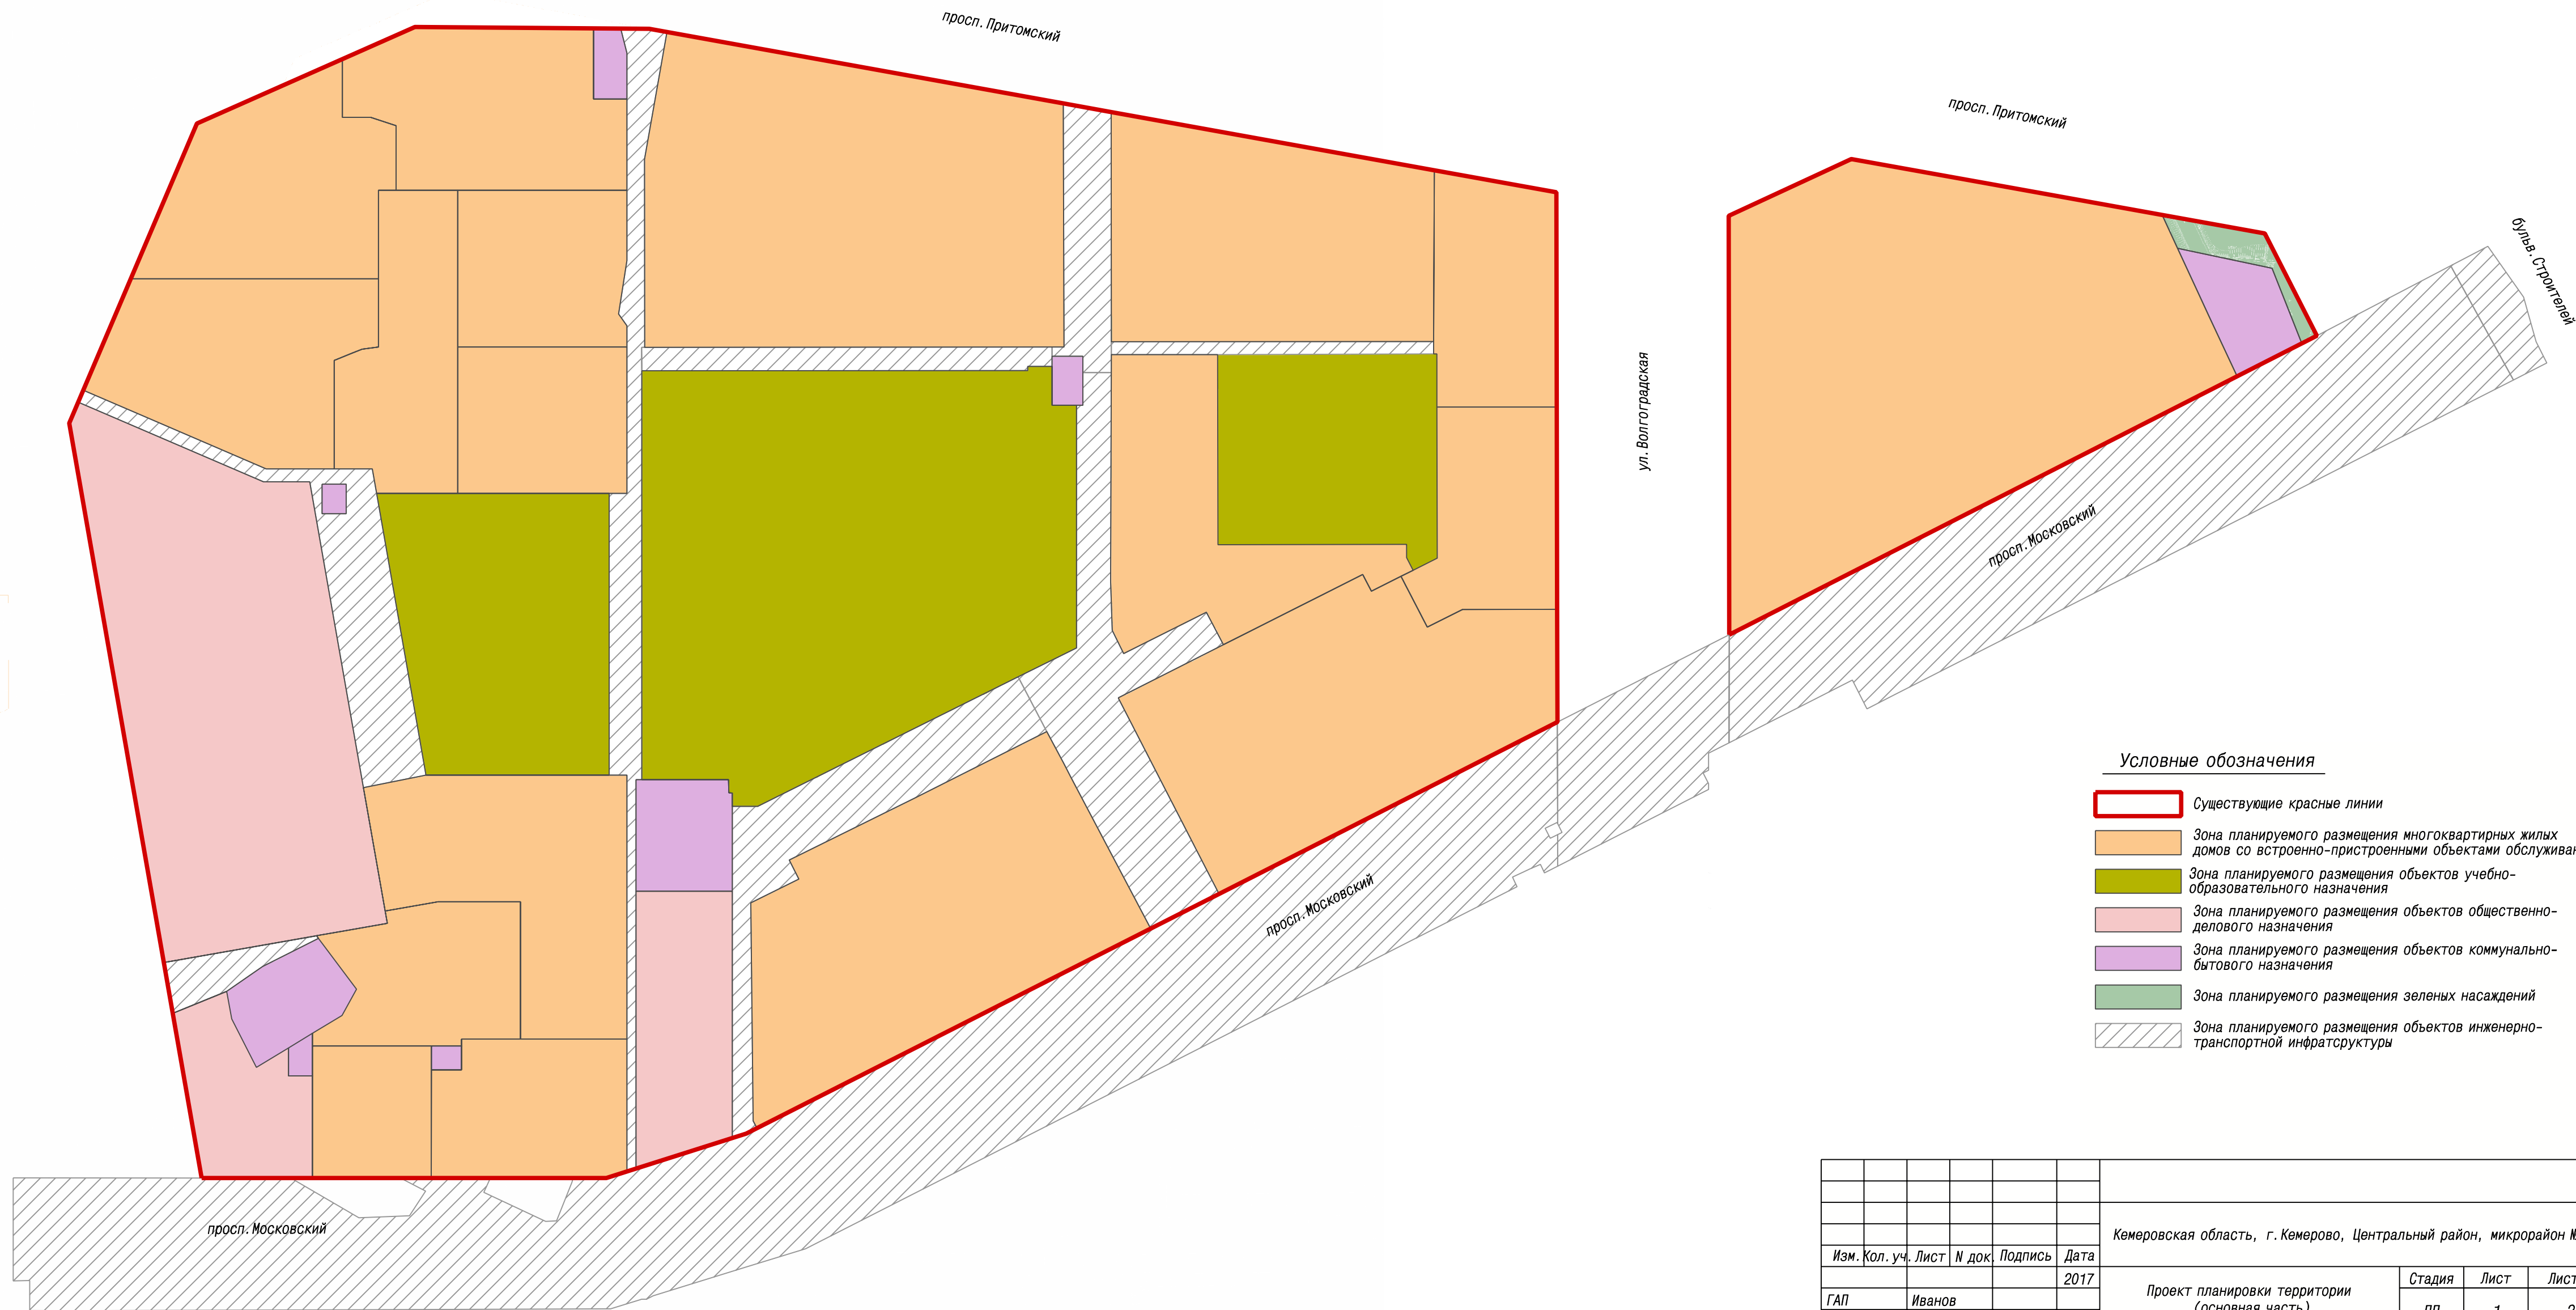 просп.Притомский
просп.Притомский
бульв.Строителей
ул.Волгоградская
просп.Московский
просп.Московский
просп.Московский
Условные обозначения
Существующие красные линии
Зона планируемого размещения многоквартирных жилых
домов со встроенно-пристроенными объектами обслуживан
Зона планируемого размещения объектов учебно-
образовательного назначения
Зона планируемого размещения объектов общественно-
делового назначения
Зона планируемого размещения объектов коммунально-
бытового назначения
Зона планируемого размещения зеленых насаждений
Зона планируемого размещения объектов инженерно-
транспортной инфратсруктуры
Кемеровская область, г.Кемерово, Центральный район, микрорайон №
Изм. Кол.уч. Лист N док. Подпись Дата
2017
Проект планировки территории
(основная часть)
Стадия Лист Лист
ГАП Иванов
ПП 1